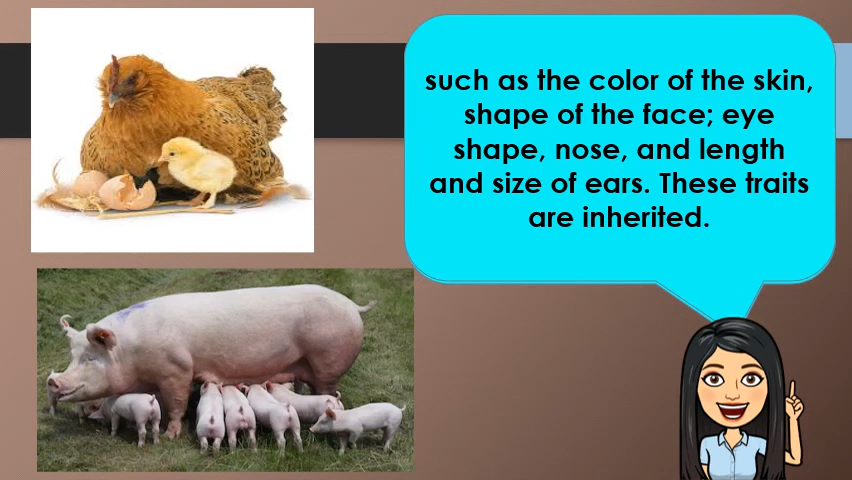 such as the color of the skin,
shape of the face; eye
shape, nose, and length
and size of ears. These traits
are inherited.